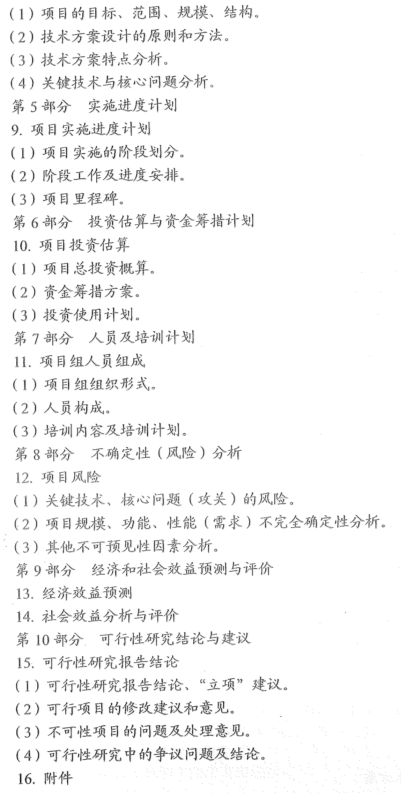 （1）项目的目标、范围、规模、结构。
（2）技术方案设计的原则和方法。
（3）技术方案特点分析。
（4）关键技术与核心问题分析。
第 5 部分　实施进度计划
9. 项目实施进度计划
（1）项目实施的阶段划分。
（2）阶段工作及进度安排。
（3）项目里程碑。
第 6 部分　投资估算与资金筹措计划
10. 项目投资估算
（1）项目总投资概算。
（2）资金筹措方案。
（3）投资使用计划。
第 7 部分　人员及培训计划
11. 项目组人员组成
（1）项目组组织形式。
（2）人员构成。
（3）培训内容及培训计划。
第 8 部分　不确定性（风险）分析
12. 项目风险
（1）关键技术、核心问题（攻关）的风险。
（2）项目规模、功能、性能（需求）不完全确定性分析。
（3）其他不可预见性因素分析。
第 9 部分　经济和社会效益预测与评价
13. 经济效益预测
14. 社会效益分析与评价
第 10 部分　可行性研究结论与建议
15. 可行性研究报告结论
（1）可行性研究报告结论、“立项”建议。
（2）可行项目的修改建议和意见。
（3）不可行性项目的问题及处理意见。
（4）可行性研究中的争议问题及结论。
16. 附件